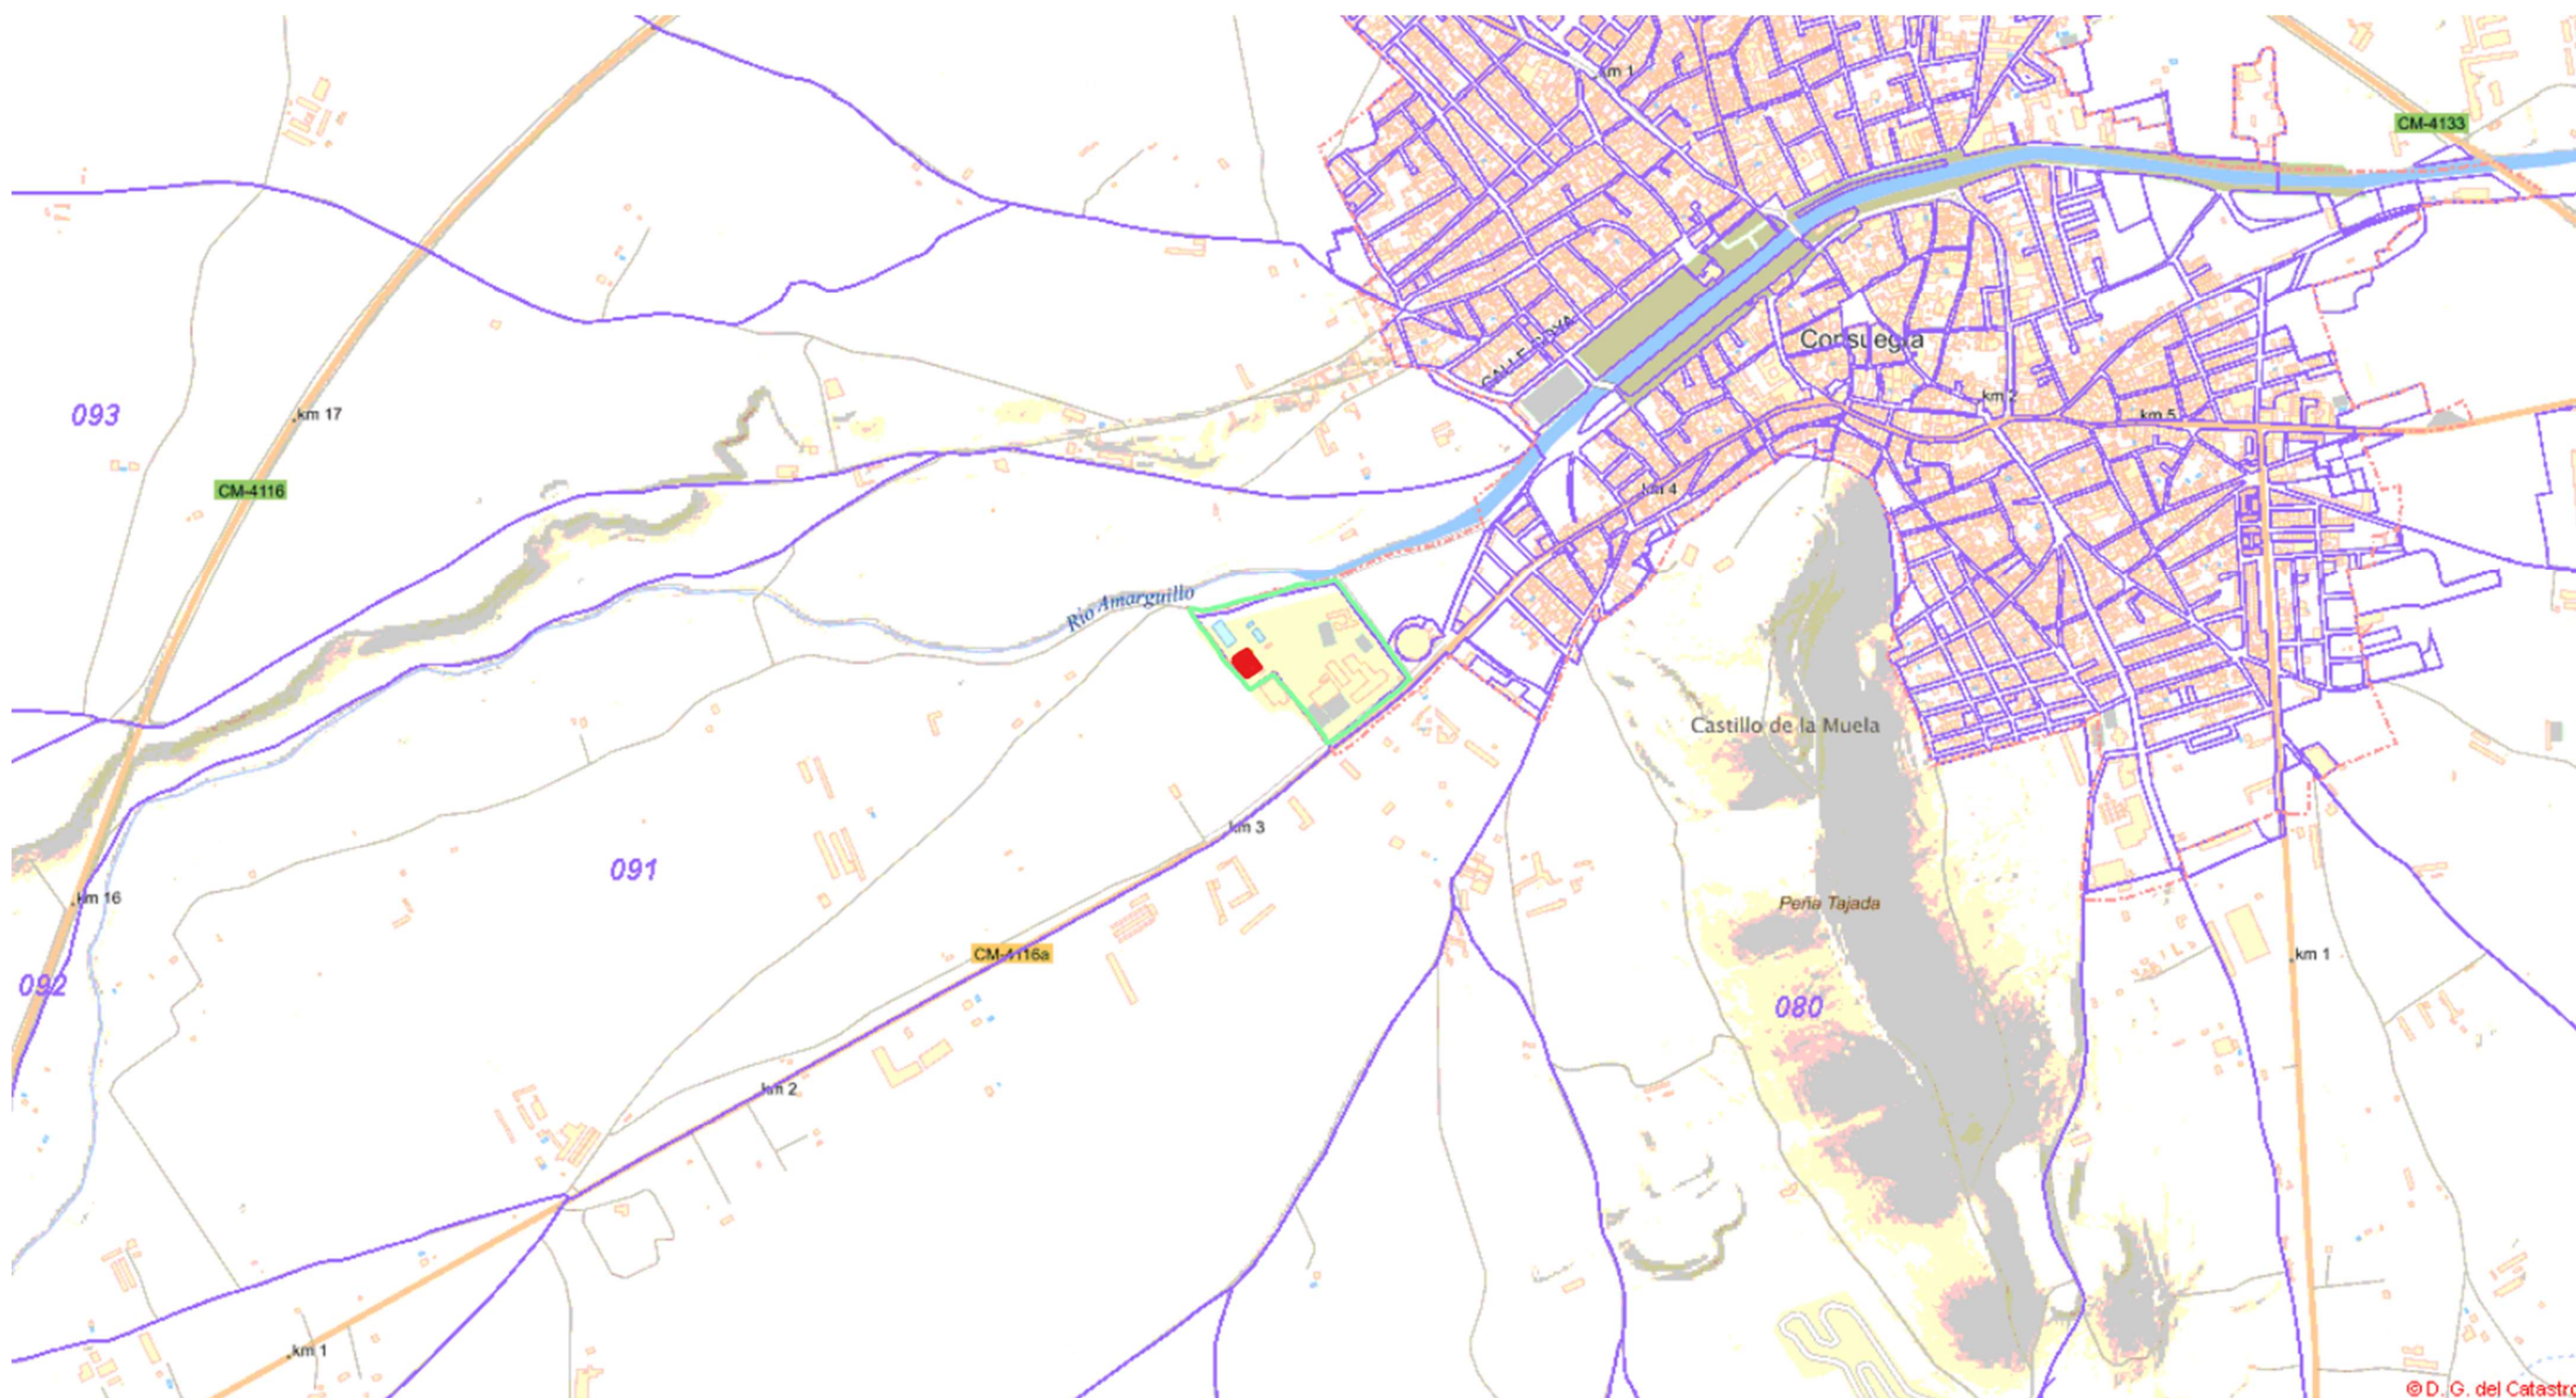 km 1
CM-4133
CALLE GOYA
Consuegra
km 2
093
km 17
km 5
CM-4116
km 4
Río Amarguillo
Castillo de la Muela
km 3
091
km 16
Peña Tajada
CM-4116a
km 1
092
080
km 2
km 1
© D. G. del Catastro